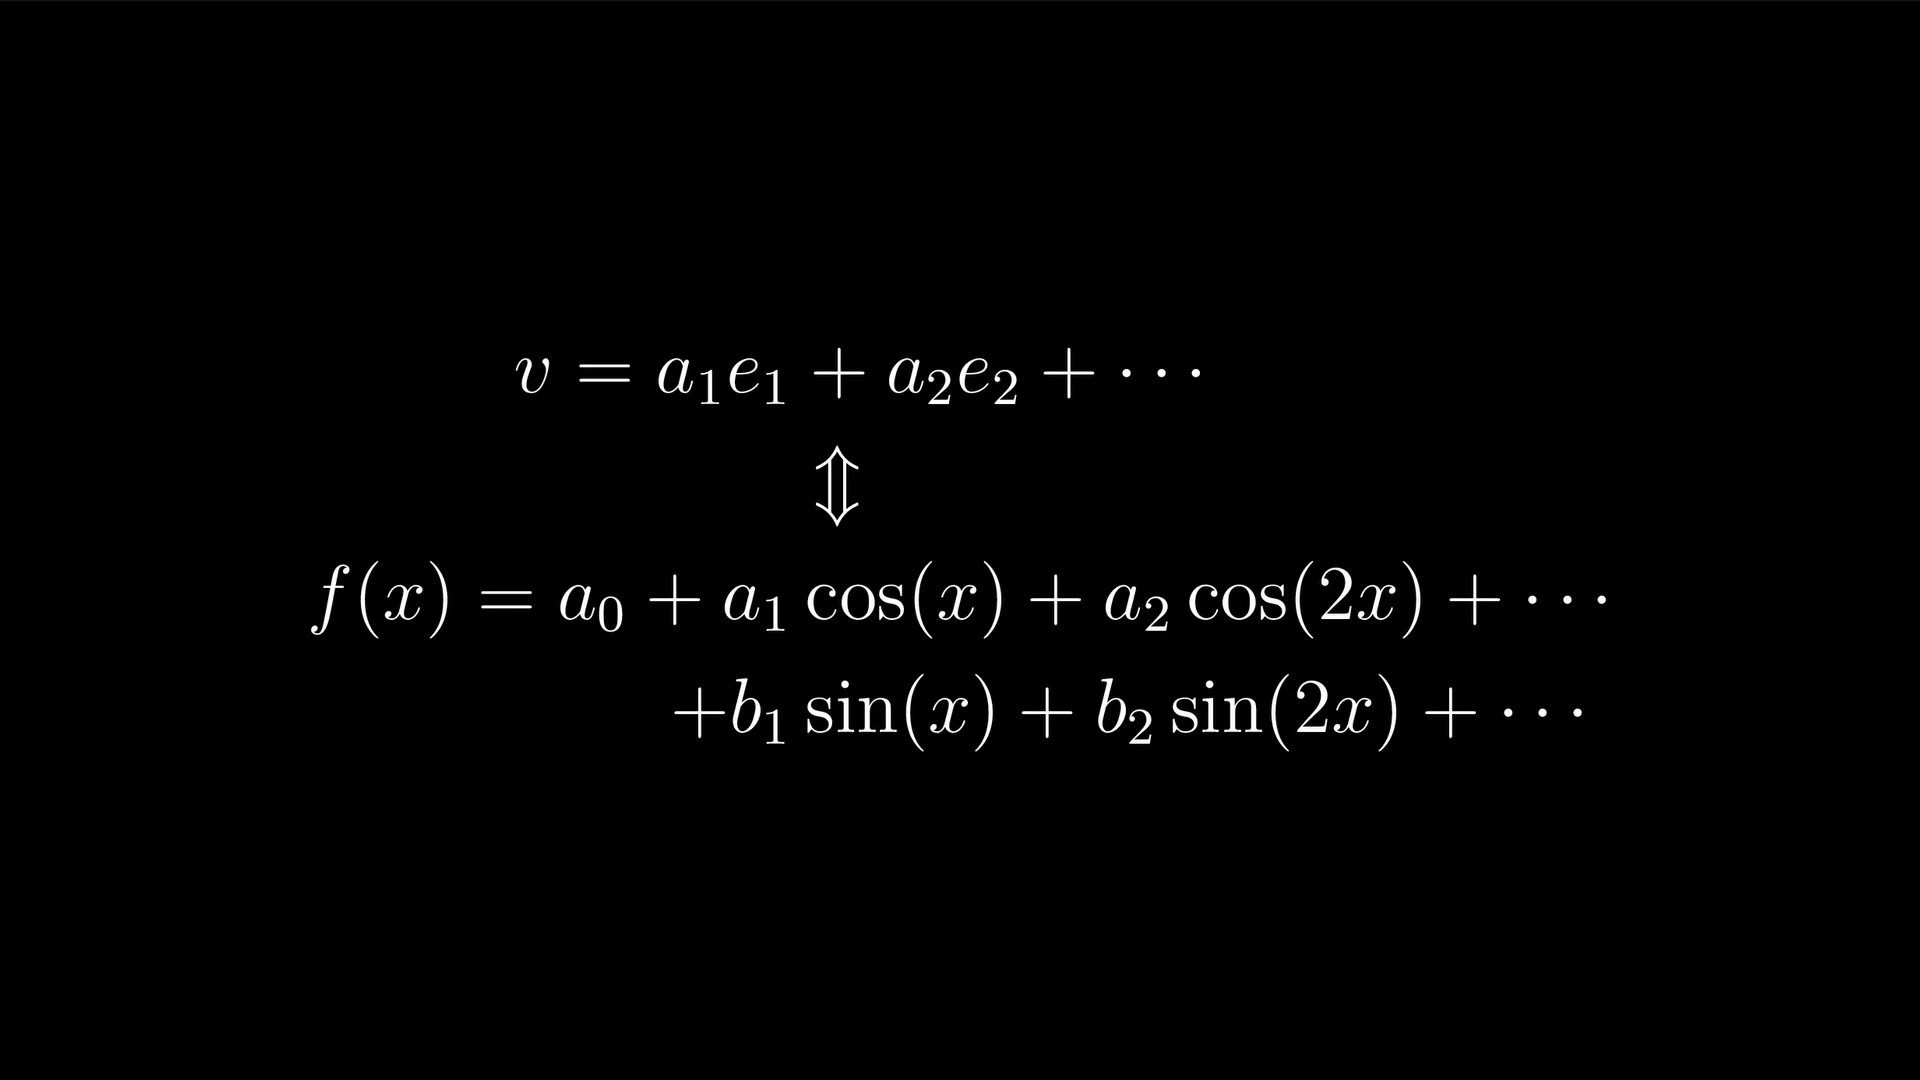 v = a₁e₁ + a₂e₂ + ⋯
⇕
f(x) = a₀ + a₁ cos(x) + a₂ cos(2x) + ⋯
+b₁ sin(x) + b₂ sin(2x) + ⋯